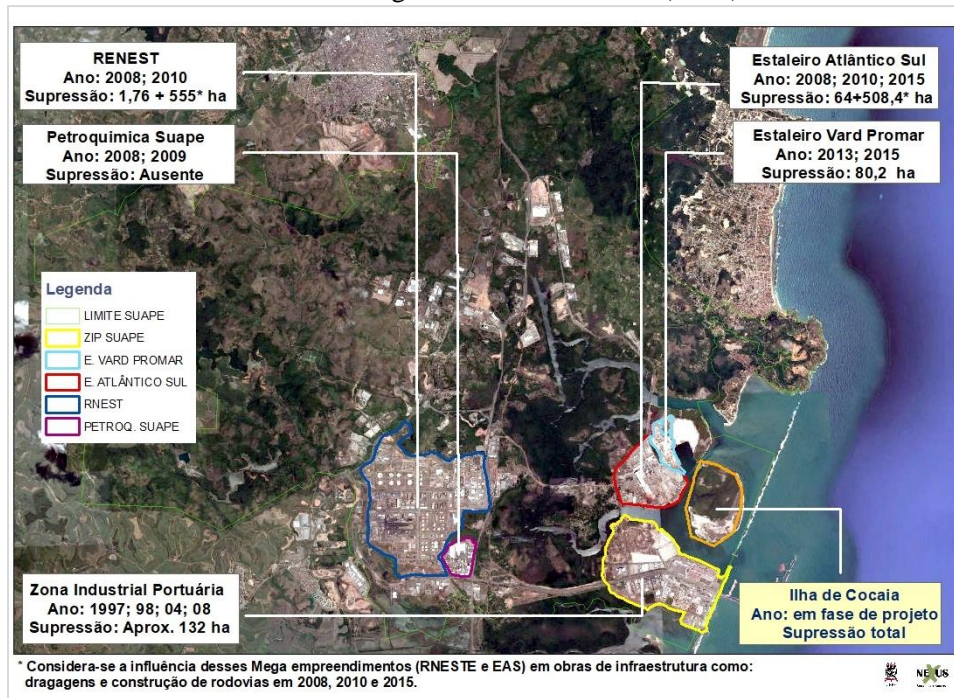 RENEST
Ano: 2008; 2010
Supressão: 1,76 + 555* ha
Petroquimica Suape
Ano: 2008; 2009
Supressão: Ausente
Estaleiro Atlântico Sul
Ano: 2008; 2010; 2015
Supressão: 64+508,4* ha
Estaleiro Vard Promar
Ano: 2013; 2015
Supressão: 80,2 ha
Legenda
LIMITE SUAPE
ZIP SUAPE
E. VARD PROMAR
E. ATLÂNTICO SUL
RNEST
PETROQ. SUAPE
Zona Industrial Portuária
Ano: 1997; 98; 04; 08
Supressão: Aprox. 132 ha
Ilha de Cocaia
Ano: em fase de projeto
Supressão total
* Considera-se a influência desses Mega empreendimentos (RNESTE e EAS) em obras de infraestrutura como:
dragagens e construção de rodovias em 2008, 2010 e 2015.
NEXUS